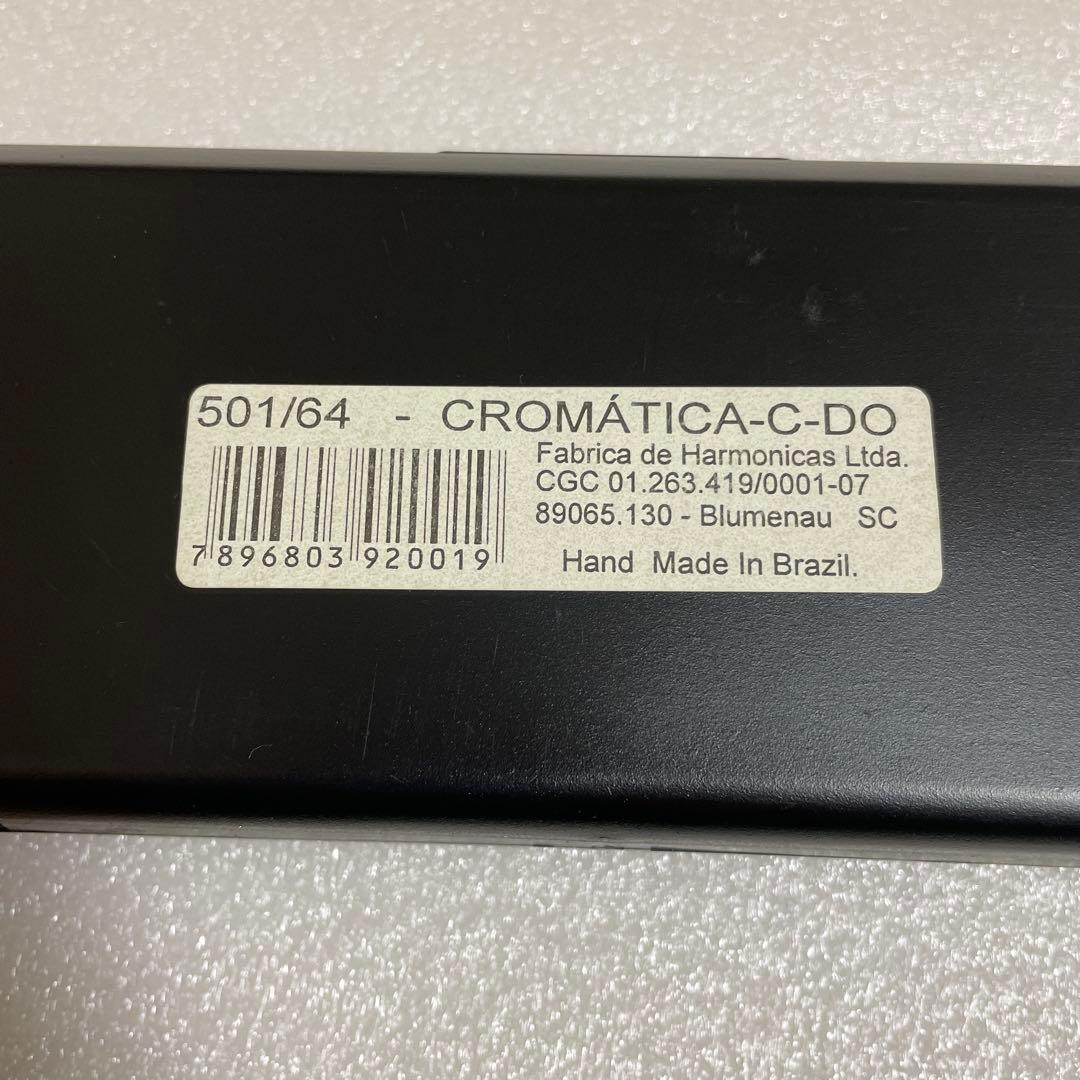 501/64 - CROMÁTICA-C-DO
Fabrica de Harmonicas Ltda.
CGC 01.263.419/0001-07
89065.130 - Blumenau SC
7 896803 920019
Hand Made In Brazil.